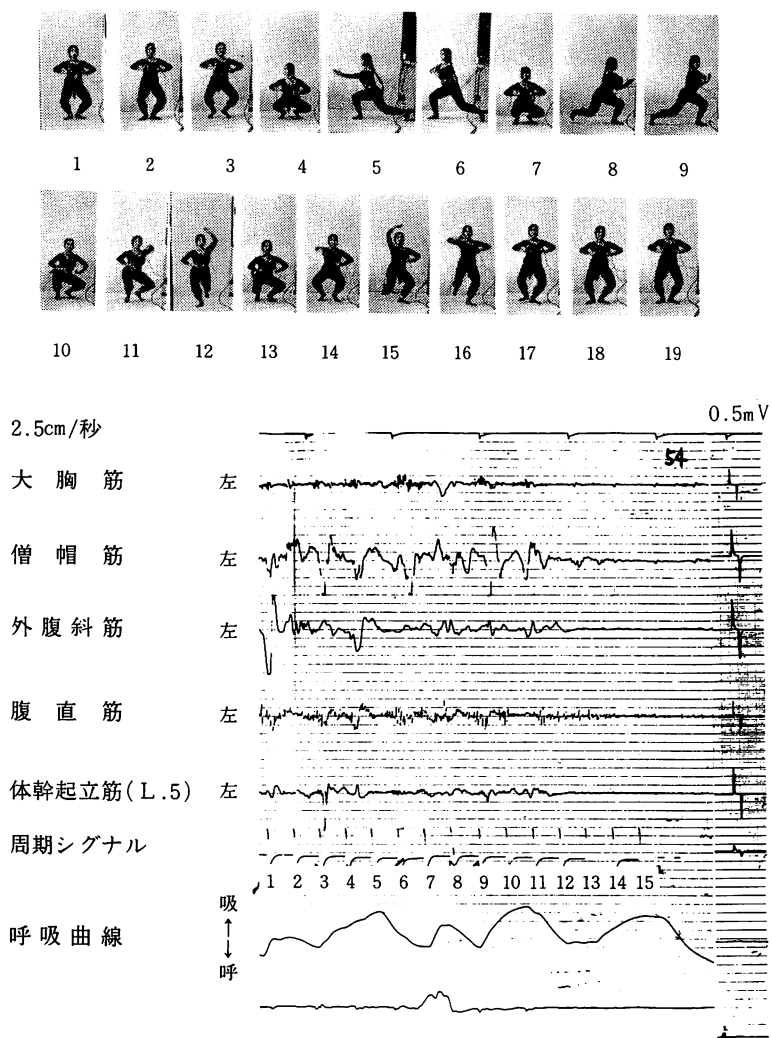 1 2 3 4 5 6 7 8 9
10 11 12 13 14 15 16 17 18 19
0.5mV
2.5cm/秒
54
大胸筋 左
僧帽筋 左
外腹斜筋 左
腹直筋 左
体幹起立筋(L.5) 左
周期シグナル
1 2 3 4 5 6 7 8 9 10 11 12 13 14 15
吸
呼吸曲線
呼